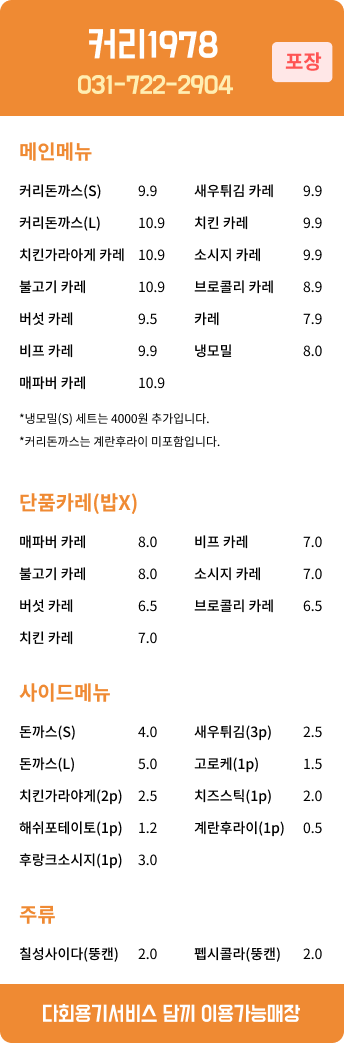 커리1978
031-722-2904
포장
메인메뉴
커리돈까스(S) 9.9 새우튀김 카레 9.9
커리돈까스(L) 10.9 치킨 카레 9.9
치킨가라아게 카레 10.9 소시지 카레 9.9
불고기 카레 10.9 브로콜리 카레 8.9
버섯 카레 9.5 카레 7.9
비프 카레 9.9 냉모밀 8.0
매파버 카레 10.9
*냉모밀(S) 세트는 4000원 추가입니다.
*커리돈까스는 계란후라이 미포함입니다.
단품카레(밥X)
매파버 카레 8.0 비프 카레 7.0
불고기 카레 8.0 소시지 카레 7.0
버섯 카레 6.5 브로콜리 카레 6.5
치킨 카레 7.0
사이드메뉴
돈까스(S) 4.0 새우튀김(3p) 2.5
돈까스(L) 5.0 고로케(1p) 1.5
치킨가라야게(2p) 2.5 치즈스틱(1p) 2.0
해쉬포테이토(1p) 1.2 계란후라이(1p) 0.5
후랑크소시지(1p) 3.0
주류
칠성사이다(뚱캔) 2.0 펩시콜라(뚱캔) 2.0
다회용기서비스 담끼 이용가능매장